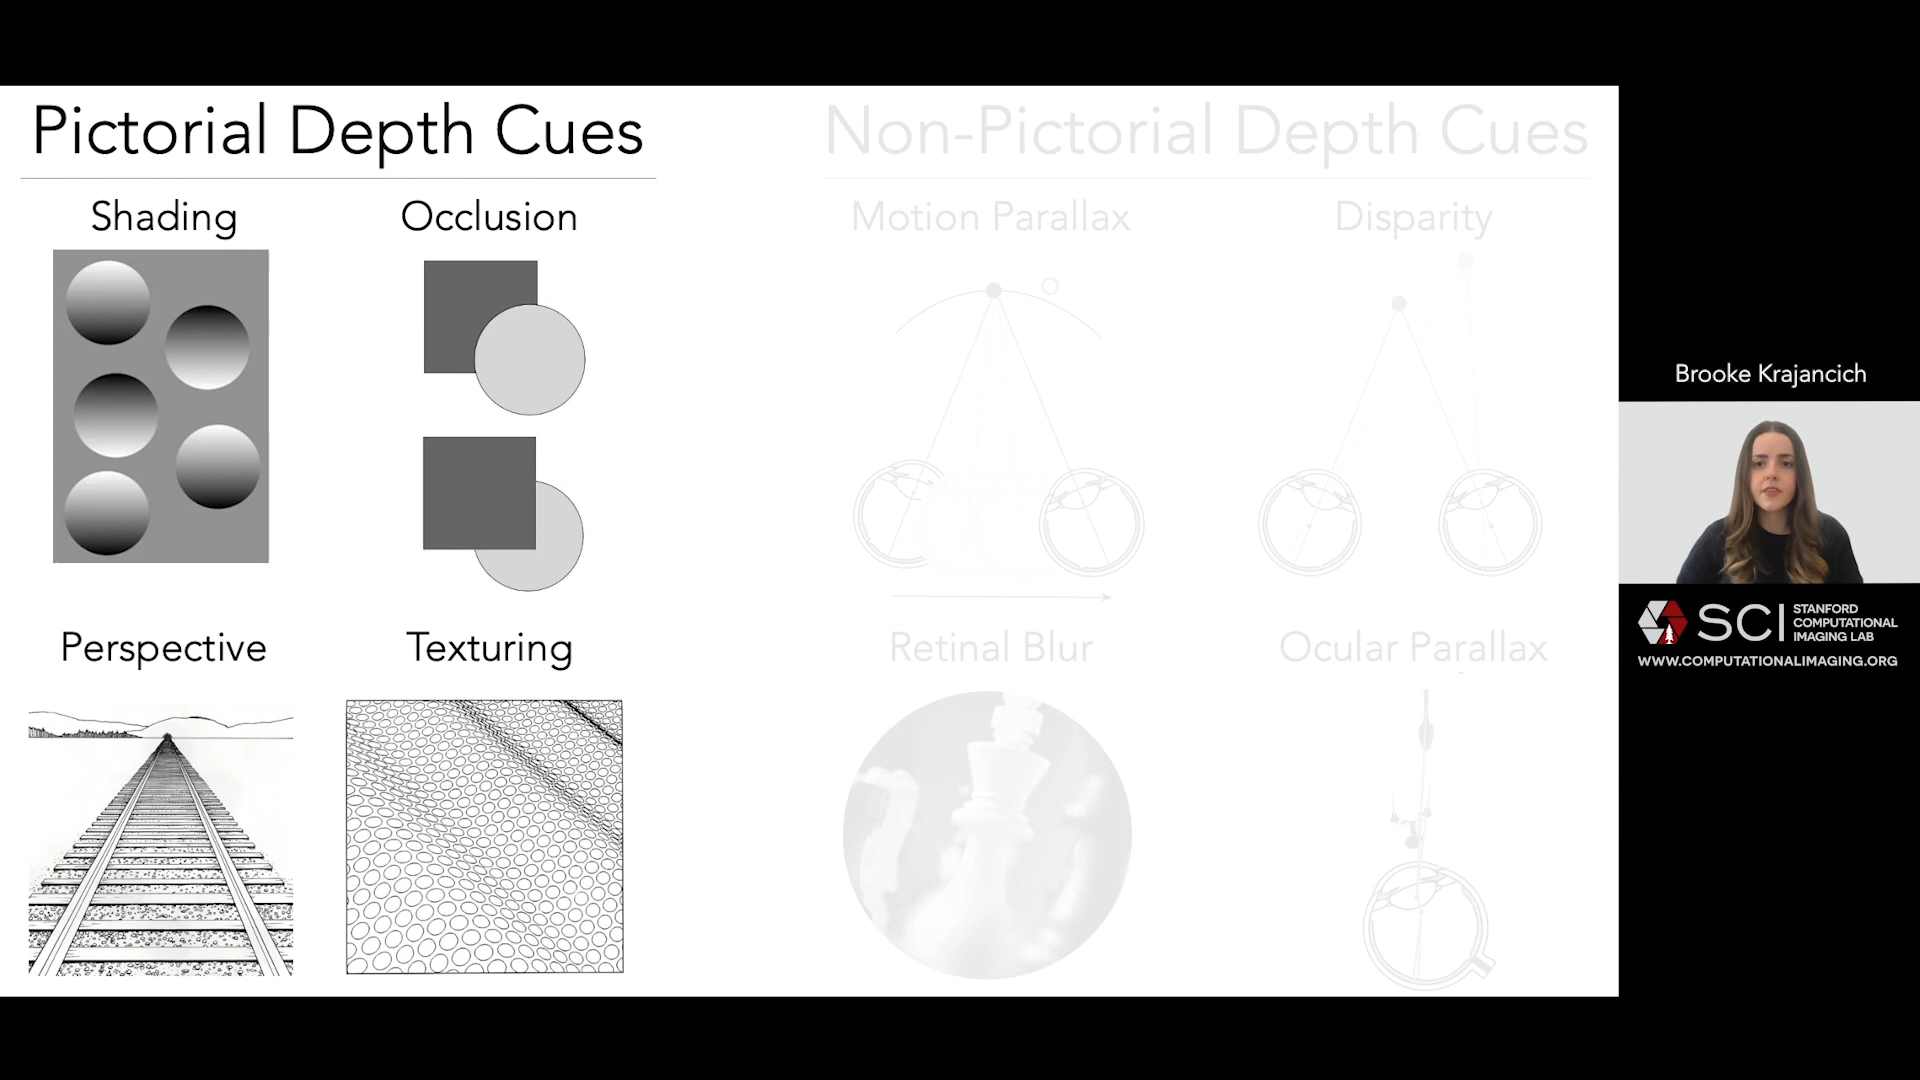 Pictorial Depth Cues
Shading
Occlusion
Perspective
Texturing
Non-Pictorial Depth Cues
Motion Parallax
Disparity
Retinal Blur
Ocular Parallax
Brooke Krajancich
SCI
STANFORD
COMPUTATIONAL
IMAGING LAB
WWW.COMPUTATIONALIMAGING.ORG